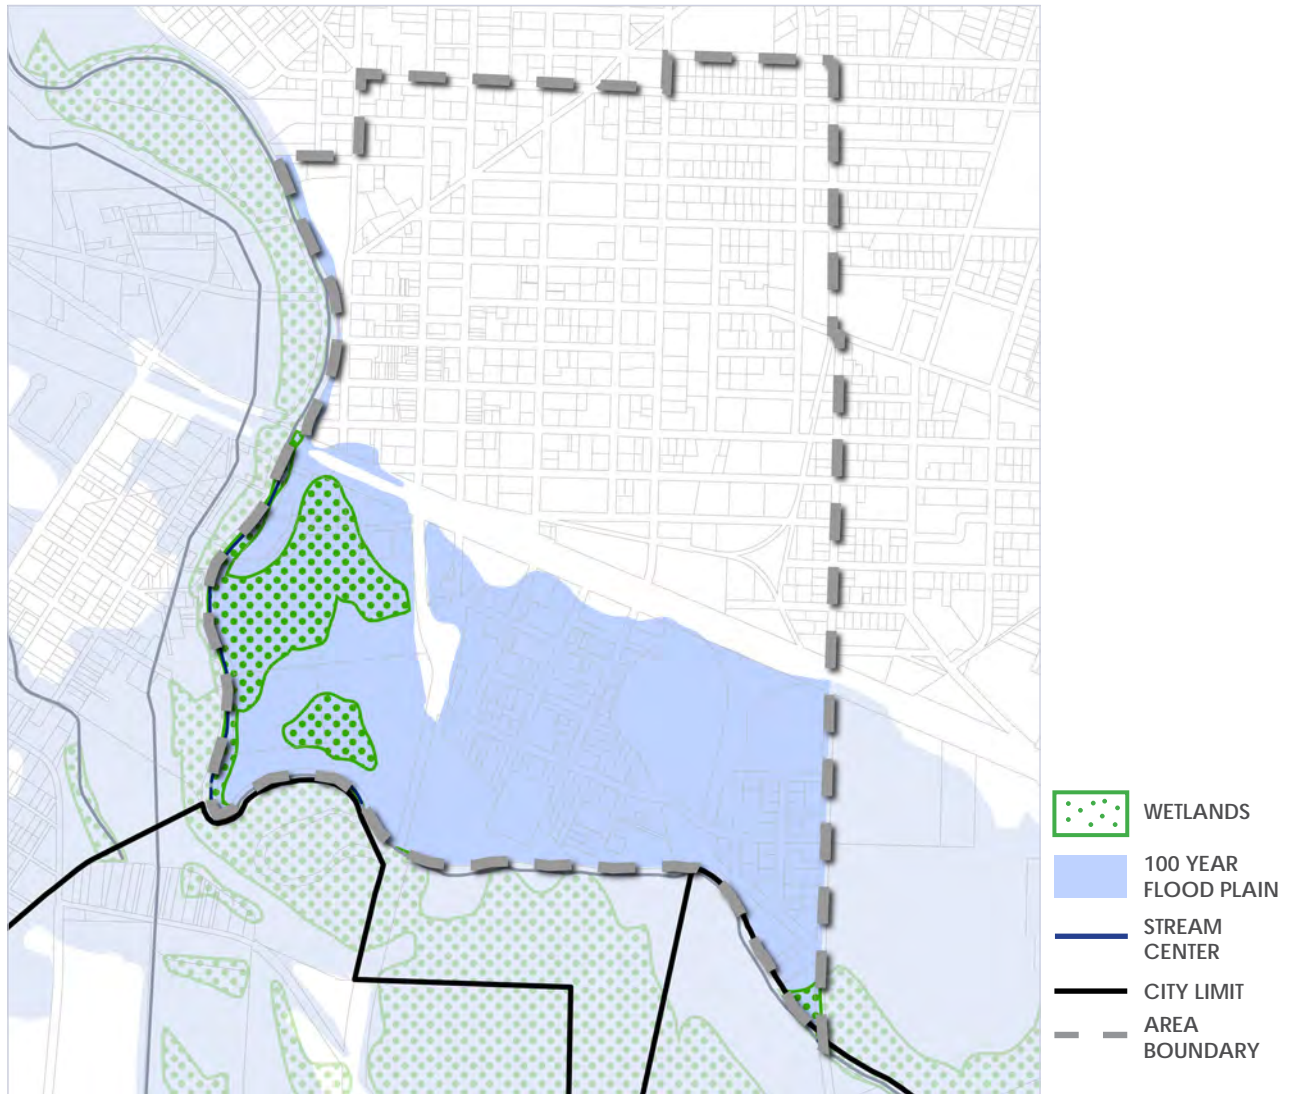 WETLANDS
100 YEAR
FLOOD PLAIN
STREAM
CENTER
CITY LIMIT
AREA
BOUNDARY